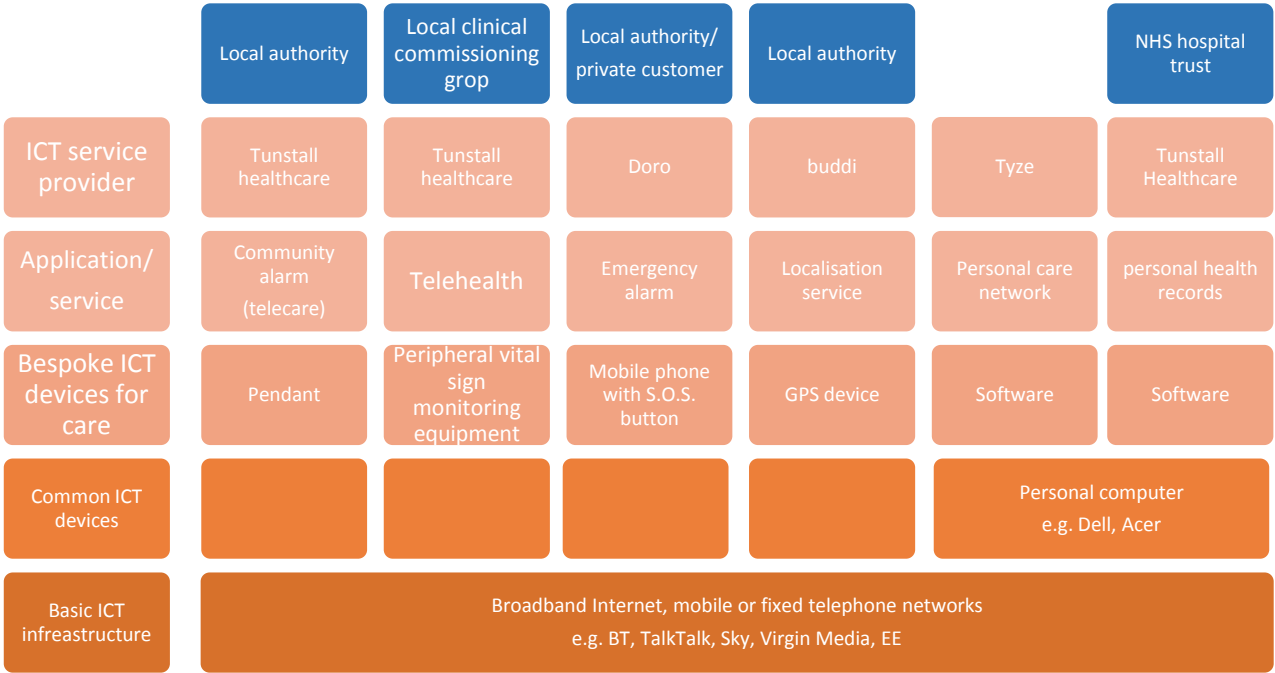 Local authority
Local clinical
commissioning
grop
Local authority/
private customer
Local authority
NHS hospital
trust
ICT service
provider
Tunstall
healthcare
Tunstall
healthcare
Doro
buddi
Tyze
Tunstall
Healthcare
Application/
service
Community
alarm
(telecare)
Telehealth
Emergency
alarm
Localisation
service
Personal care
network
personal health
records
Bespoke ICT
devices for
care
Pendant
Peripheral vital
sign
monitoring
equipment
Mobile phone
with S.O.S.
button
GPS device
Software
Software
Common ICT
devices
Personal computer
e.g. Dell, Acer
Basic ICT
infreastructure
Broadband Internet, mobile or fixed telephone networks
e.g. BT, TalkTalk, Sky, Virgin Media, EE